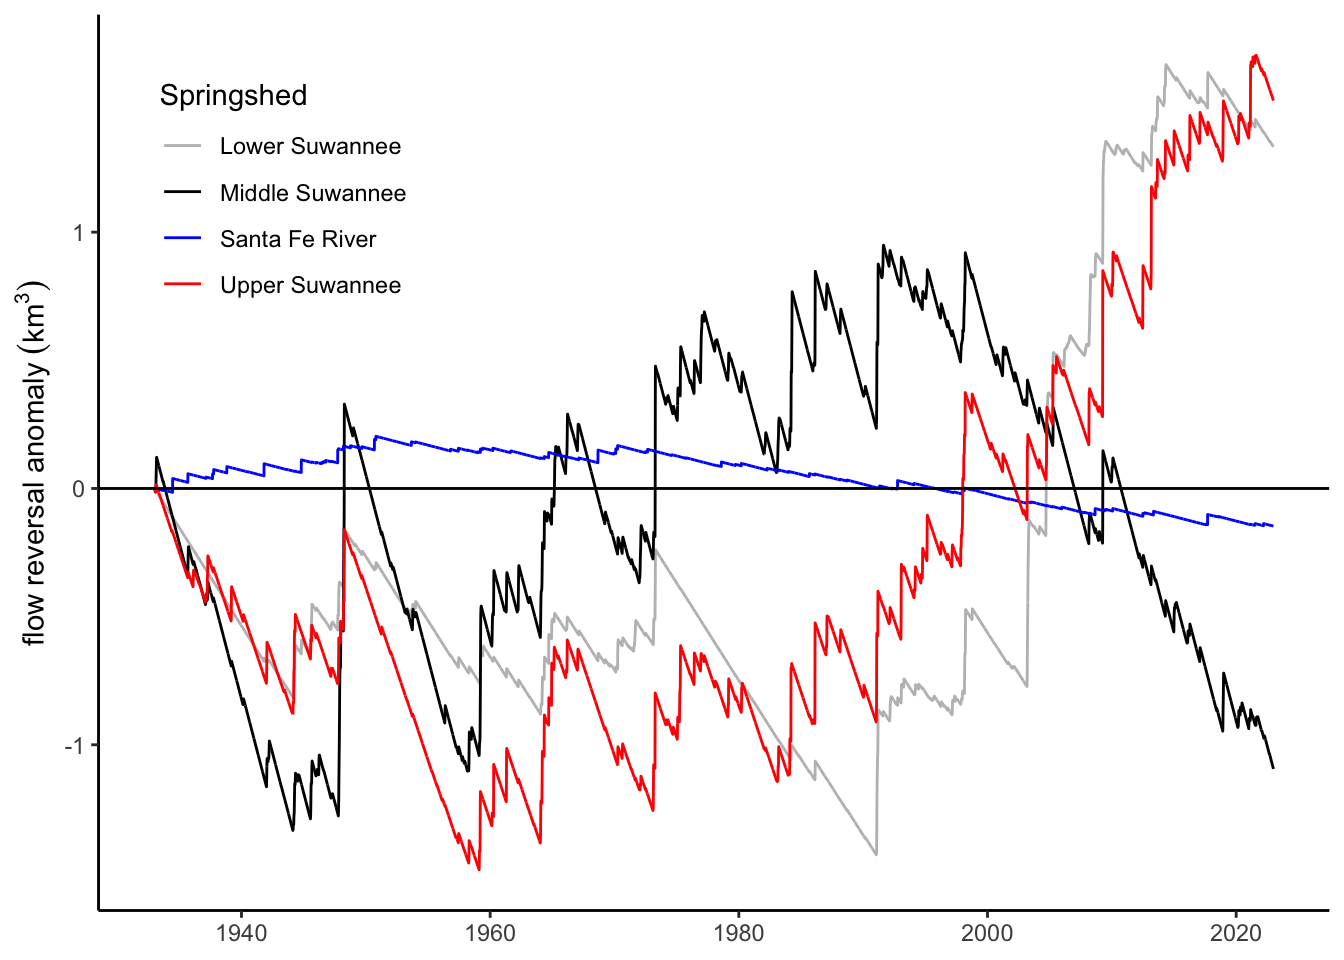 Springshed
Lower Suwannee
Middle Suwannee
Santa Fe River
Upper Suwannee
flow reversal anomaly (km³)
1
0
-1
1940
1960
1980
2000
2020